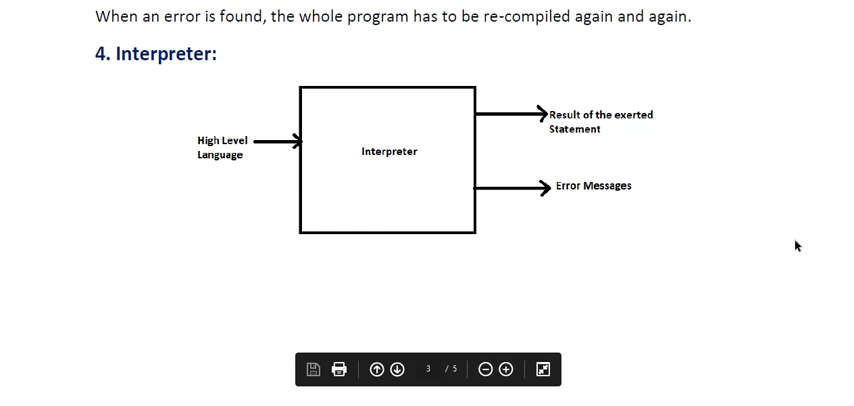 When an error is found, the whole program has to be re-compiled again and again.
4. Interpreter:
High Level
Language
Interpreter
Result of the exerted
Statement
Error Messages
3 / 5